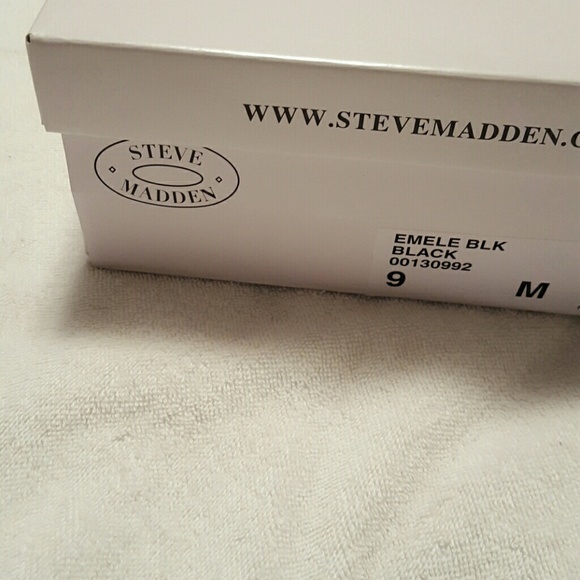 WWW.STEVEMADDEN.
STEVE
MADDEN
EMELE BLK
BLACK
00130992
9 M